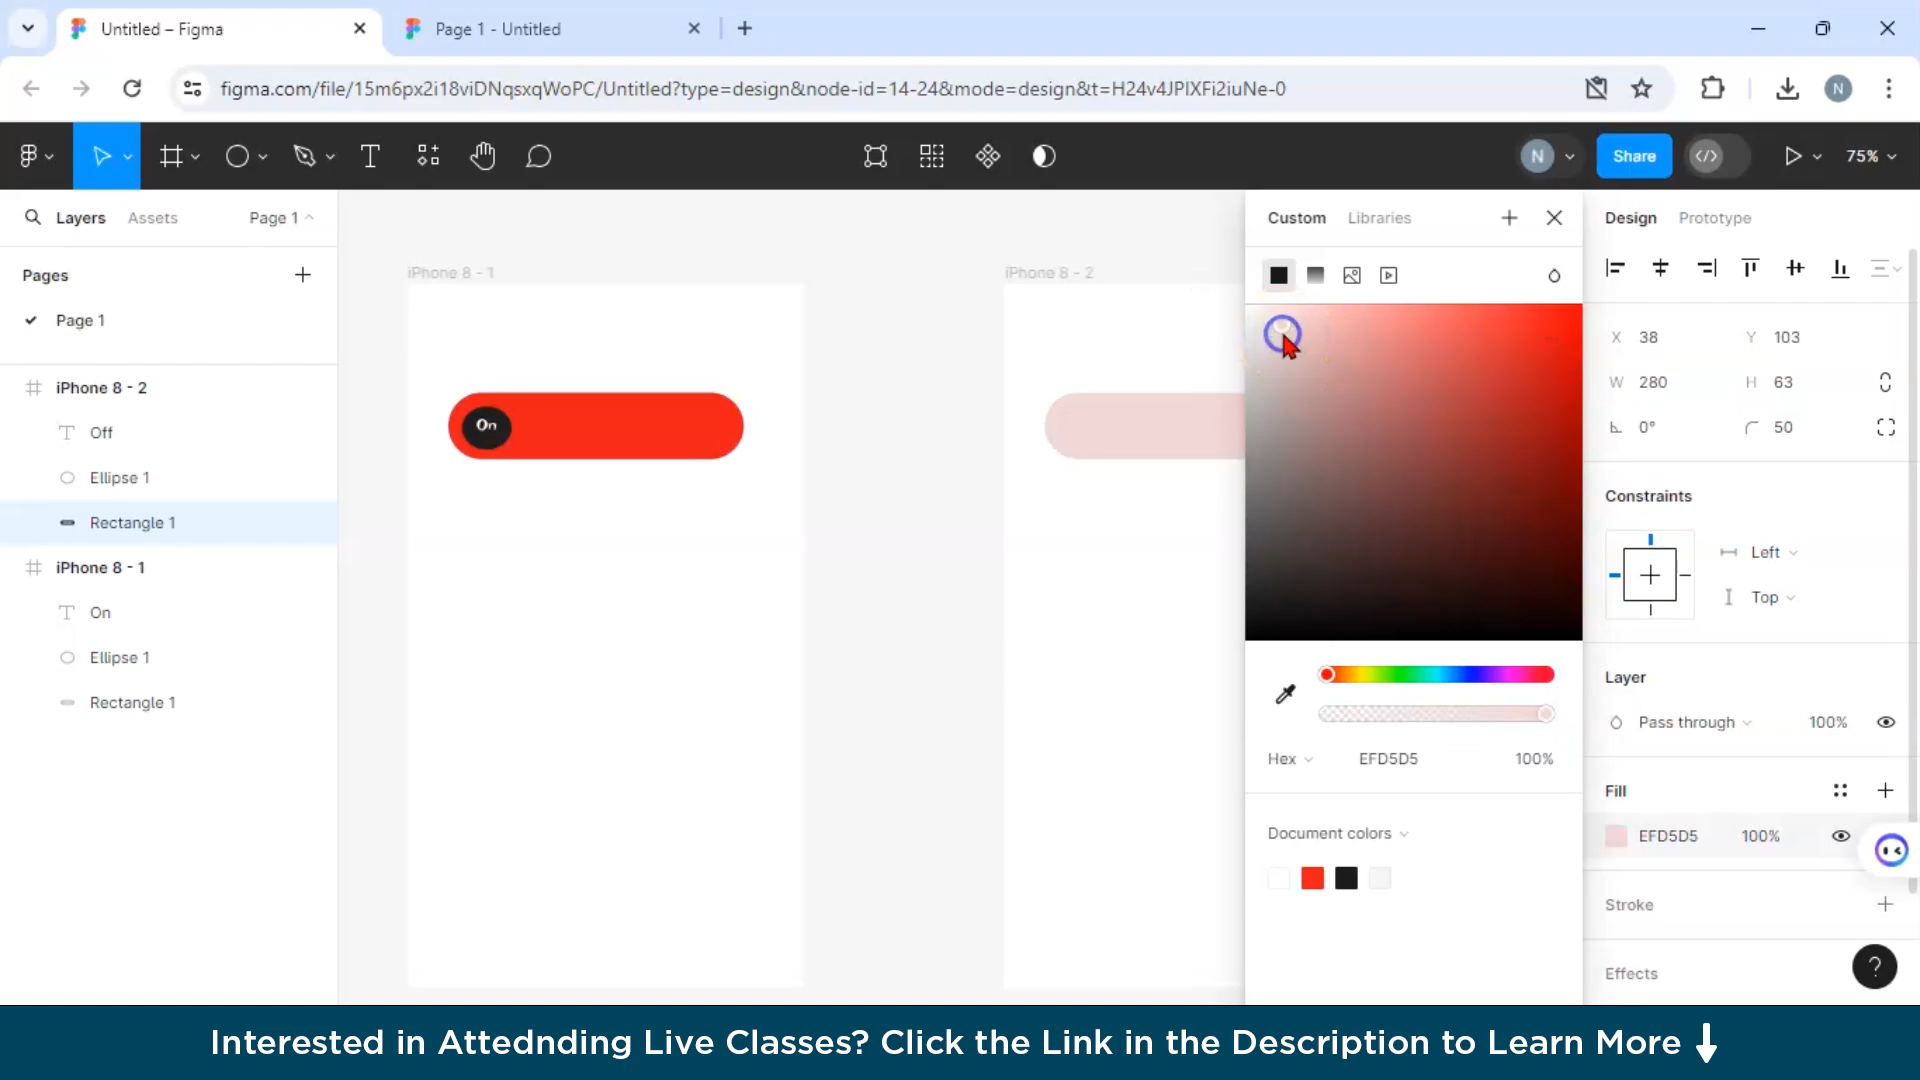 Untitled – Figma
Page 1 - Untitled
figma.com/file/15m6px2i18viDNqsxqWoPC/Untitled?type=design&node-id=14-24&mode=design&t=H24v4JPIXFi2iuNe-0
N
N
Share
75%
Layers
Assets
Page 1
Custom
Libraries
Design
Prototype
Pages
Page 1
iPhone 8 - 1
iPhone 8 - 2
X 38
Y 103
W 280
H 63
0°
50
iPhone 8 - 2
Off
Ellipse 1
Rectangle 1
iPhone 8 - 1
On
Ellipse 1
Rectangle 1
On
Constraints
Left
Top
Layer
Pass through
100%
Hex
EFD5D5
100%
Fill
EFD5D5
100%
Document colors
Stroke
Effects
?
Interested in Attednding Live Classes? Click the Link in the Description to Learn More